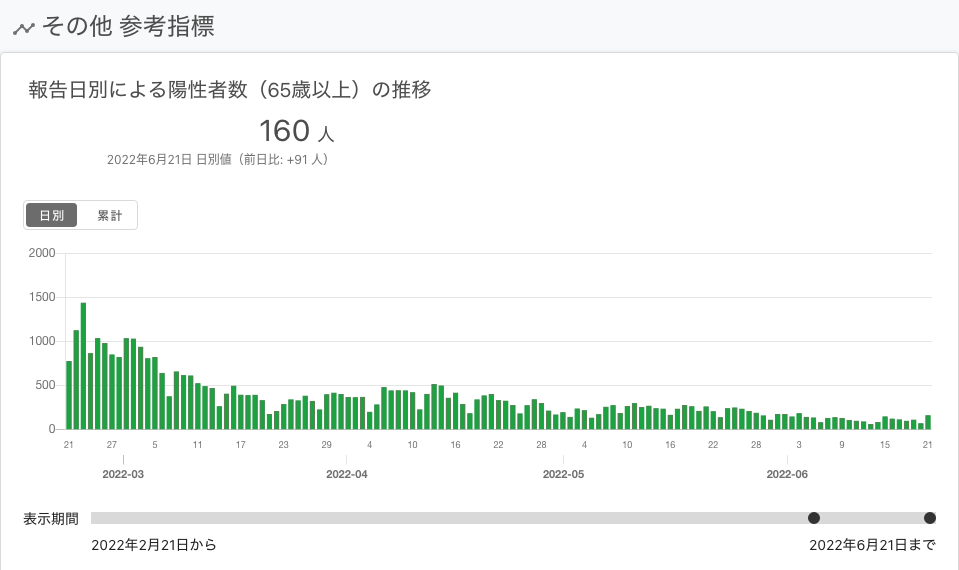 その他 参考指標
報告日別による陽性者数（65歳以上）の推移
160 人
2022年6月21日 日別値（前日比: +91 人）
日別 累計
2000
1500
1000
500
0
21 27 5 11 17 23 29 4 10 16 22 28 4 10 16 22 28 3 9 15 21
2022-03 2022-04 2022-05 2022-06
表示期間
2022年2月21日から 2022年6月21日まで